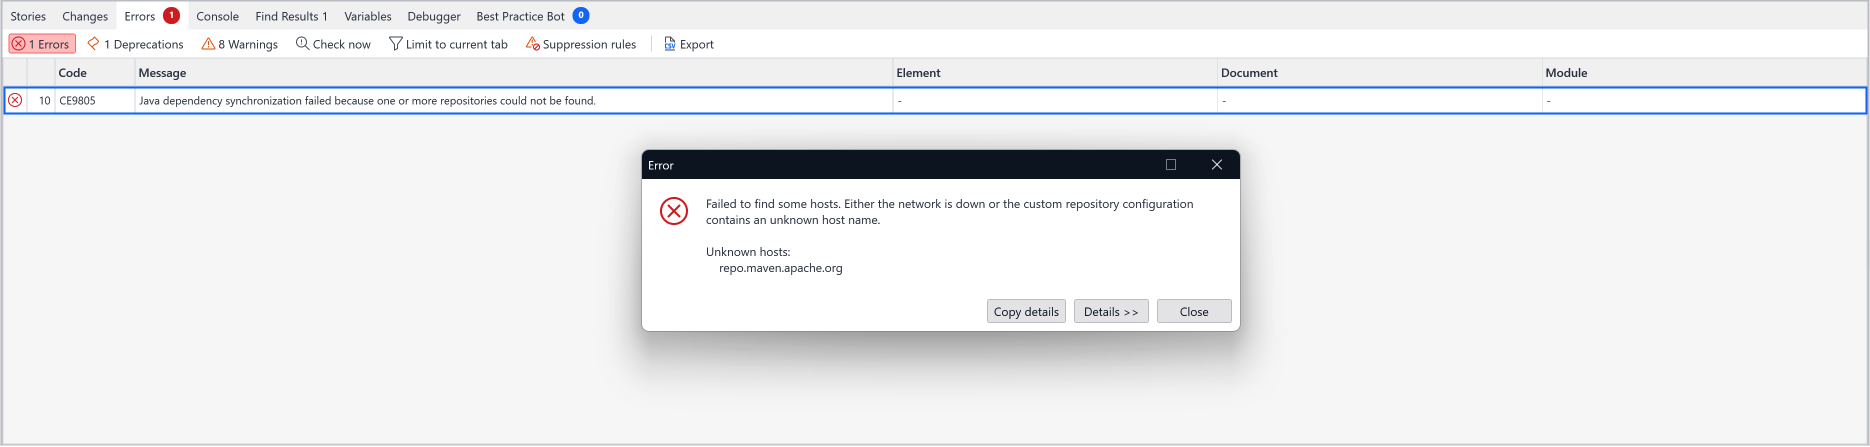 Stories Changes Errors 1 Console Find Results 1 Variables Debugger Best Practice Bot 0
1 Errors 1 Deprecations 8 Warnings Check now Limit to current tab Suppression rules CSV Export
Code Message Element Document Module
10 CE9805 Java dependency synchronization failed because one or more repositories could not be found. - - -
Error
Failed to find some hosts. Either the network is down or the custom repository configuration
contains an unknown host name.
Unknown hosts:
repo.maven.apache.org
Copy details Details >> Close